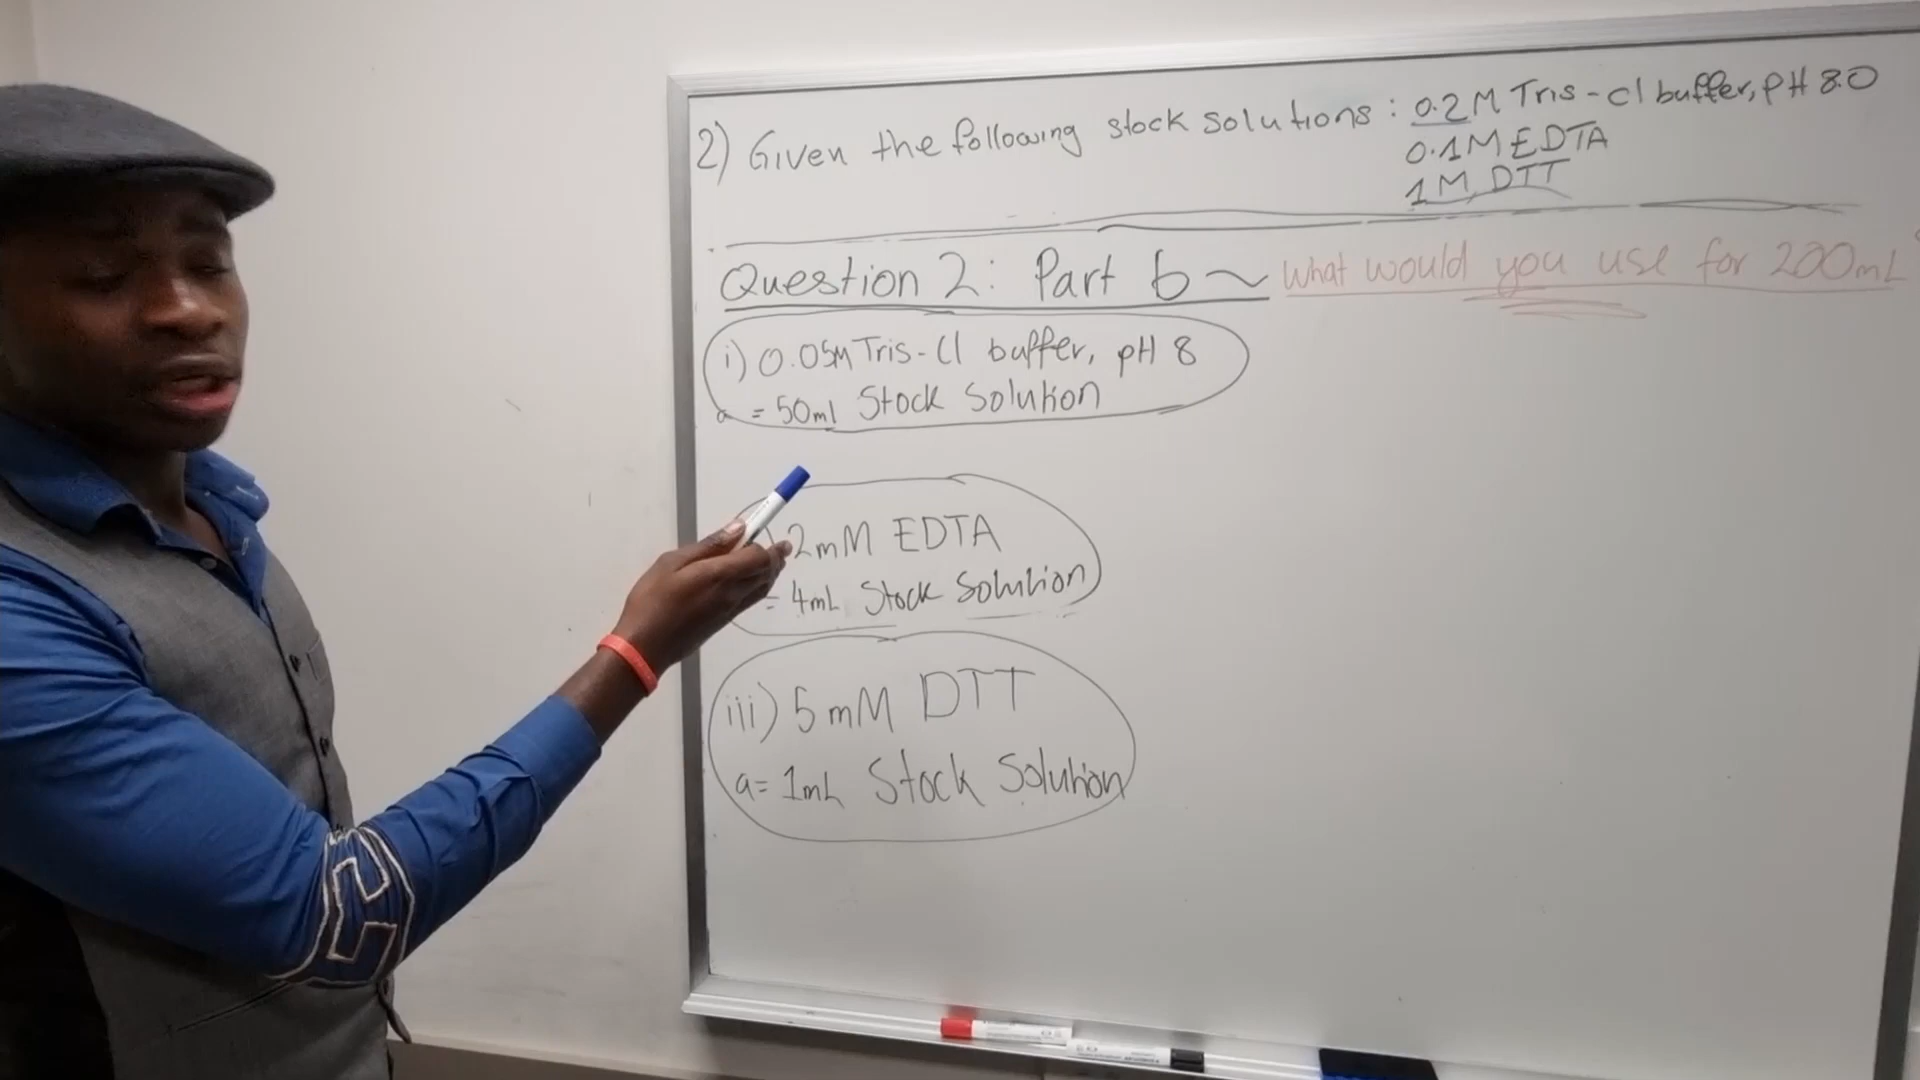 2) Given the following stock solutions : 0.2M Tris-Cl buffer, pH 8.0
0.1M EDTA
1M DTT
Question 2: Part b ~ What would you use for 200mL
i) 0.05M Tris-Cl buffer, pH 8
a = 50ml Stock Solution
2mM EDTA
= 4mL Stock Solution
iii) 5mM DTT
a= 1mL Stock Solution